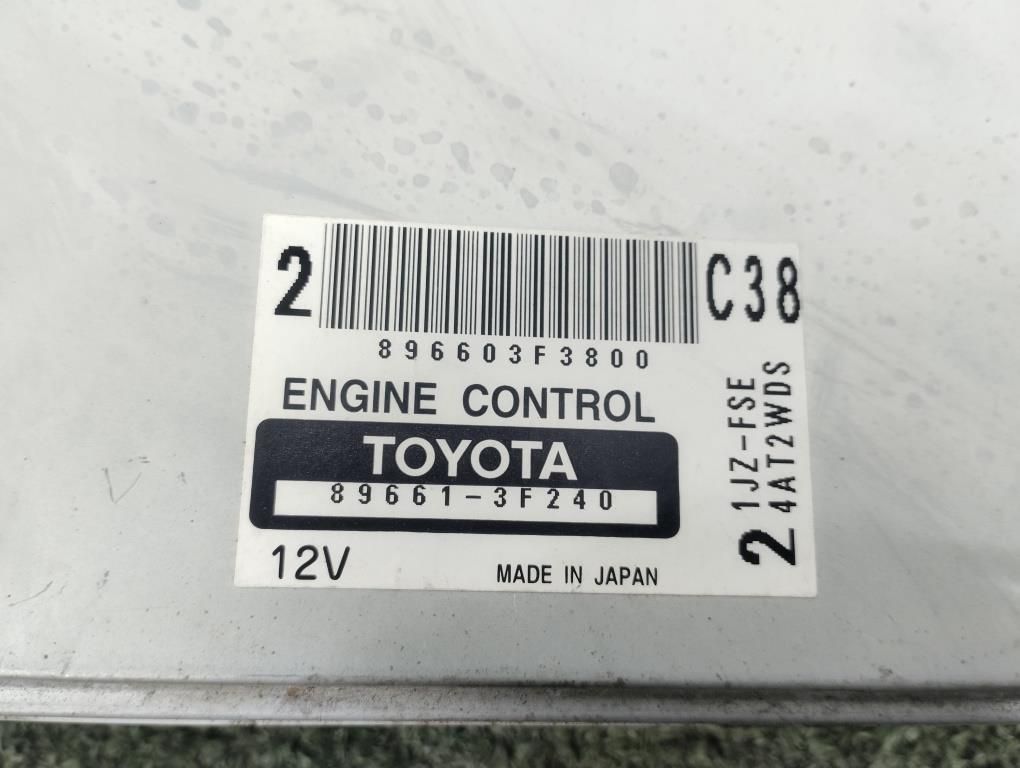 2
C38
896603F3800
ENGINE CONTROL
TOYOTA
89661-3F240
12V
MADE IN JAPAN
2
1JZ-FSE
4AT2WDS